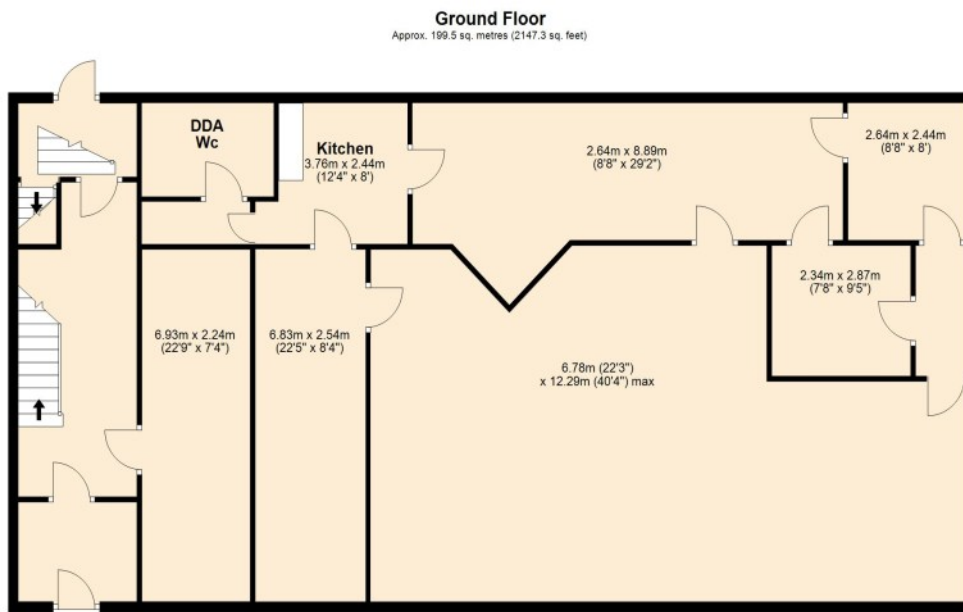 Ground Floor
Approx. 199.5 sq. metres (2147.3 sq. feet)
DDA
Wc
Kitchen
3.76m x 2.44m
(12'4" x 8')
2.64m x 8.89m
(8'8" x 29'2")
2.64m x 2.44m
(8'8" x 8')
2.34m x 2.87m
(7'8" x 9'5")
6.93m x 2.24m
(22'9" x 7'4")
6.83m x 2.54m
(22'5" x 8'4")
6.78m (22'3")
x 12.29m (40'4") max